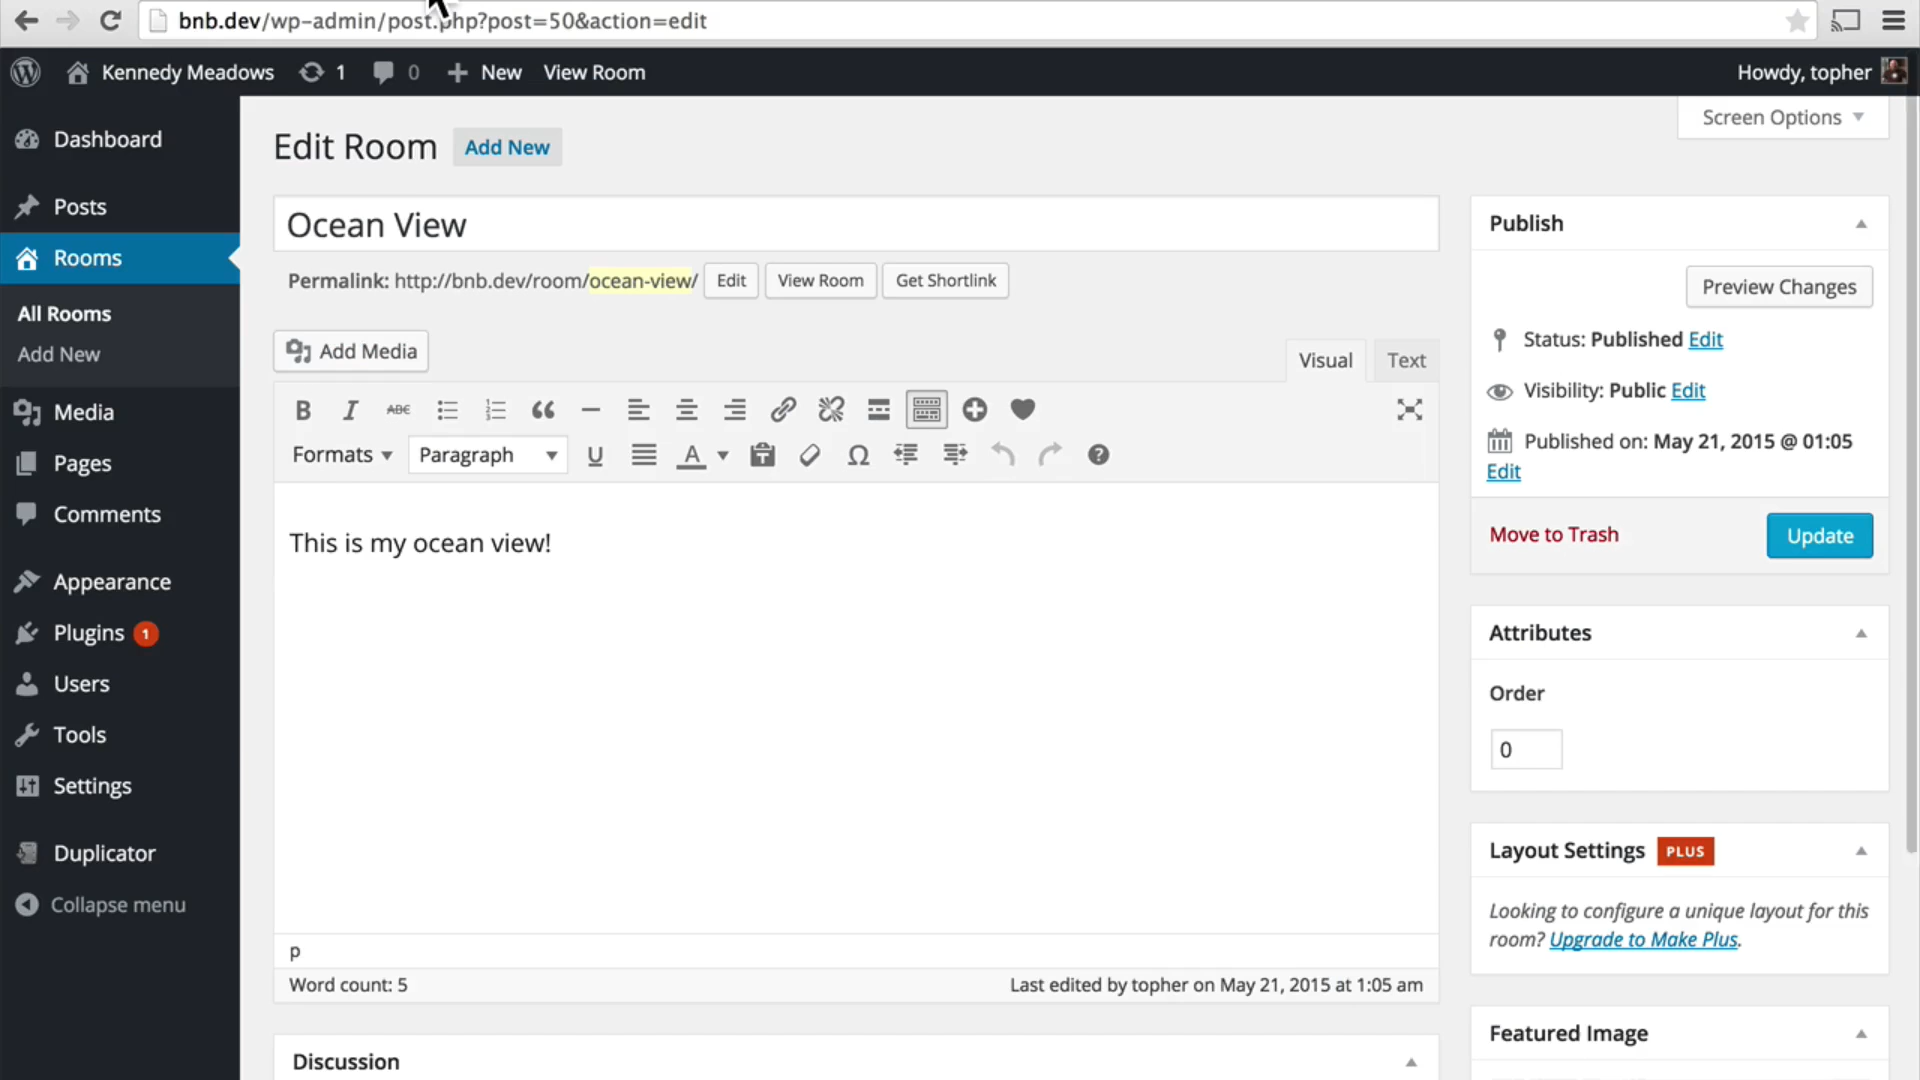 bnb.dev/wp-admin/post.php?post=50&action=edit
Kennedy Meadows 1 0 New View Room Howdy, topher
Screen Options
Dashboard
Posts
Rooms
All Rooms
Add New
Media
Pages
Comments
Appearance
Plugins 1
Users
Tools
Settings
Duplicator
Collapse menu
Edit Room Add New
Ocean View
Permalink: http://bnb.dev/room/ocean-view/ Edit View Room Get Shortlink
Add Media
Visual Text
B I ABC
Formats Paragraph U A Ω
This is my ocean view!
p
Word count: 5 Last edited by topher on May 21, 2015 at 1:05 am
Discussion
Publish
Preview Changes
Status: Published Edit
Visibility: Public Edit
Published on: May 21, 2015 @ 01:05
Edit
Move to Trash Update
Attributes
Order
0
Layout Settings PLUS
Looking to configure a unique layout for this
room? Upgrade to Make Plus.
Featured Image